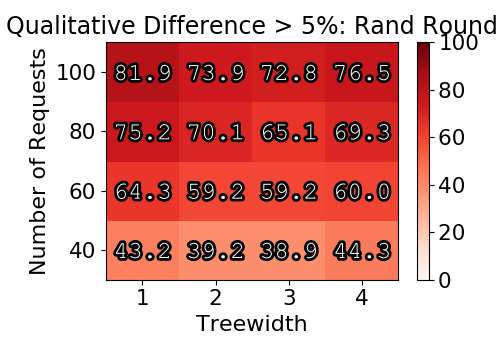 Qualitative Difference > 5%: Rand Round
Number of Requests
100 81.9 73.9 72.8 76.5
80 75.2 70.1 65.1 69.3
60 64.3 59.2 59.2 60.0
40 43.2 39.2 38.9 44.3
1 2 3 4
Treewidth
100
80
60
40
20
0